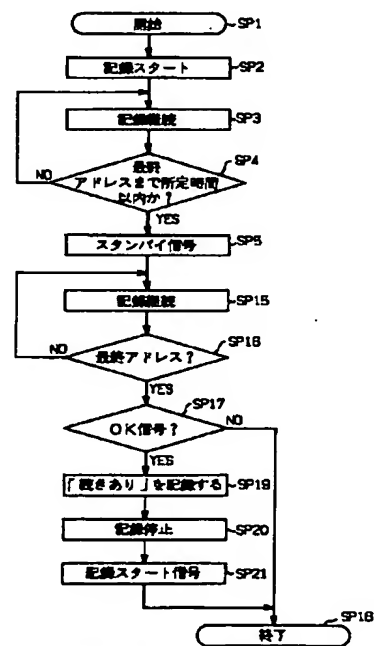 開始
SP1
記録スタート
SP2
記録継続
SP3
最終
アドレスまで所定時間
以内か?
SP4
NO
YES
スタンバイ信号
SP5
記録継続
SP15
最終アドレス?
SP16
NO
YES
OK信号?
SP17
NO
YES
「続きあり」を記録する
SP19
記録停止
SP20
記録スタート信号
SP21
終了
SP18